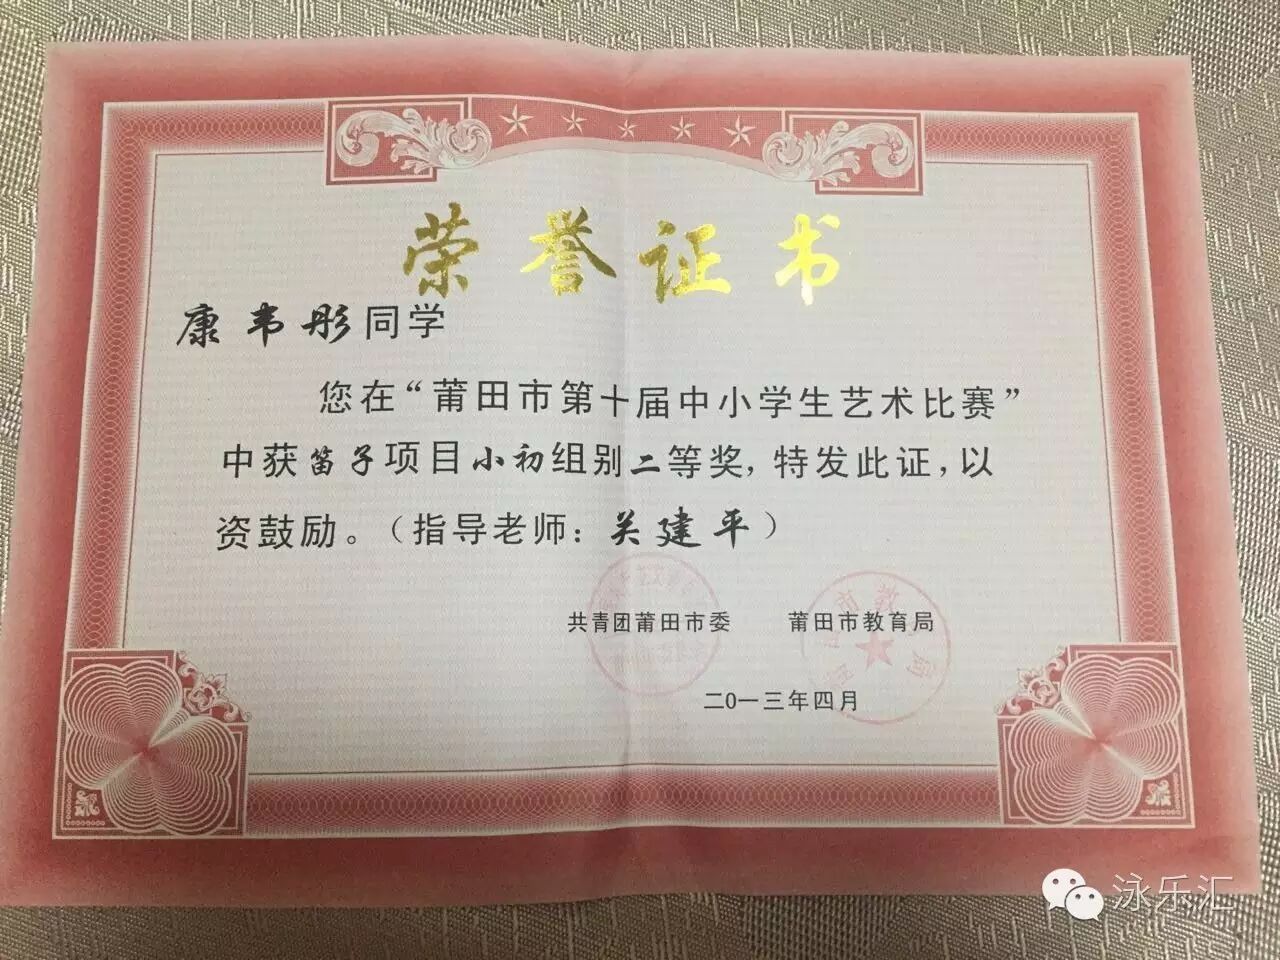 荣誉证书
康韦彤同学
您在“莆田市第十届中小学生艺术比赛”
中获笛子项目小初组别二等奖，特发此证，以
资鼓励。（指导老师：关建平）
共青团莆田市委 莆田市教育局
二0一三年四月
泳乐汇